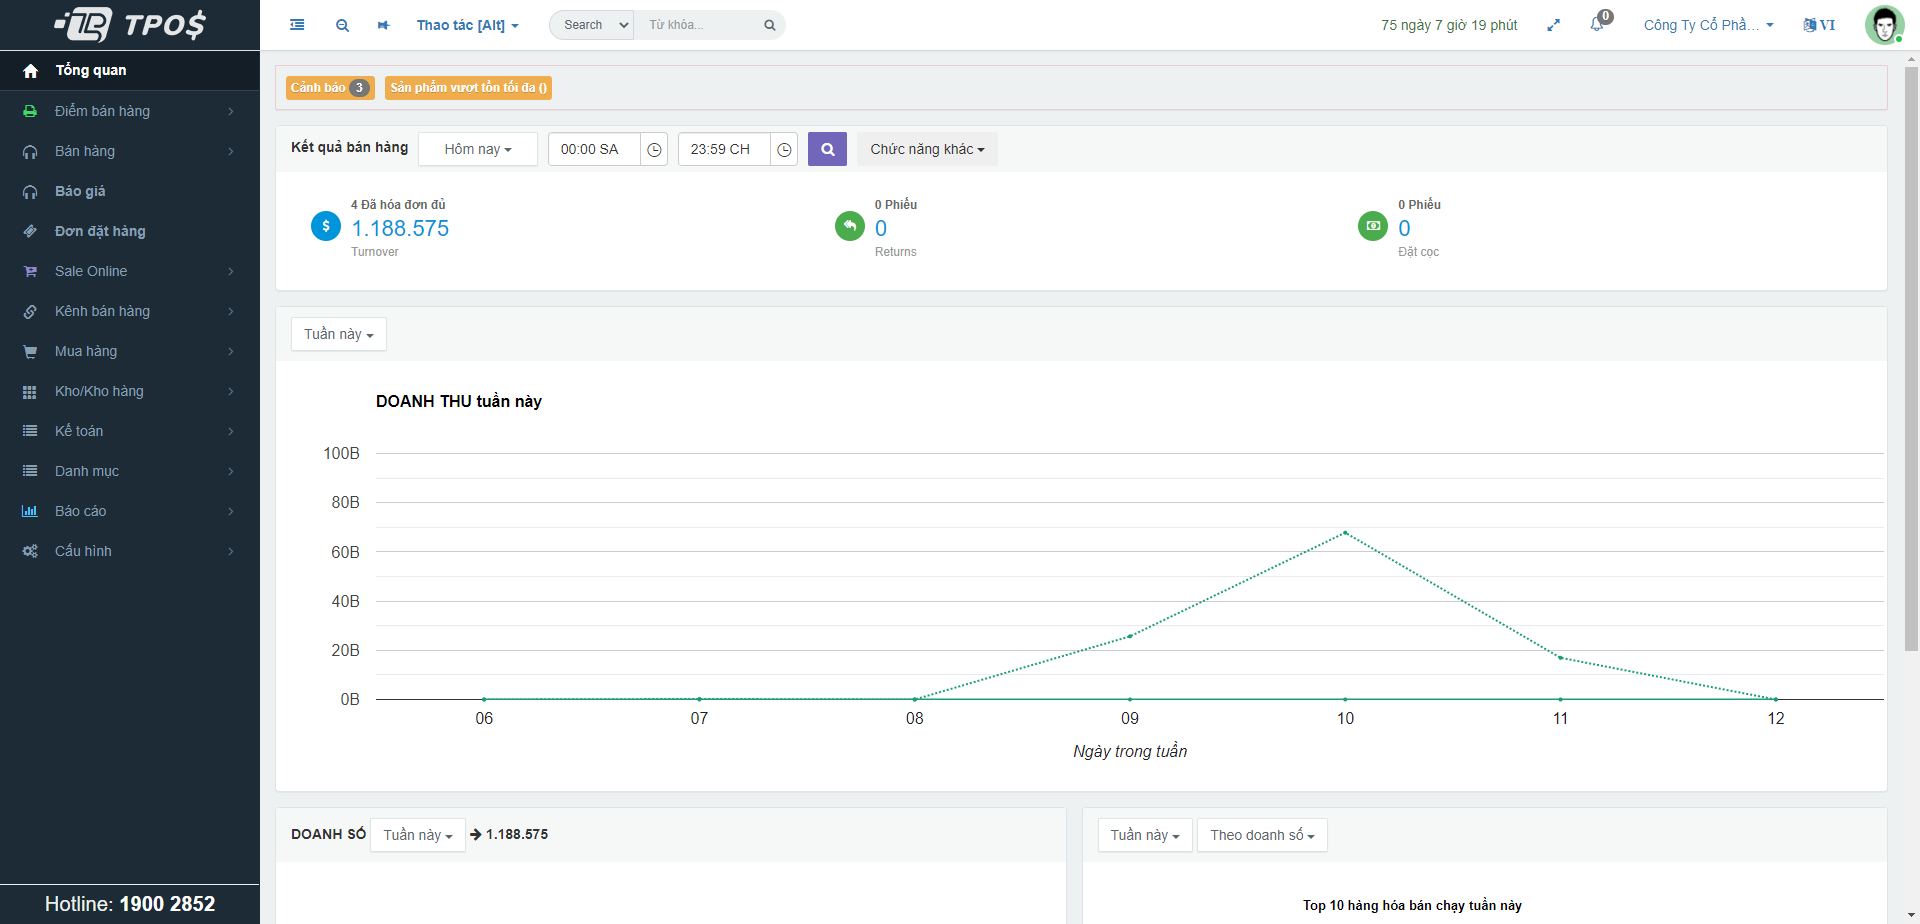 TPO$
Thao tác [Alt]
Search
Từ khóa...
75 ngày 7 giờ 19 phút
0
Công Ty Cổ Phầ...
VI
Tổng quan
Điểm bán hàng
Bán hàng
Báo giá
Đơn đặt hàng
Sale Online
Kênh bán hàng
Mua hàng
Kho/Kho hàng
Kế toán
Danh mục
Báo cáo
Cấu hình
Hotline: 1900 2852
Cảnh báo 3
Sản phẩm vượt tồn tối đa ()
Kết quả bán hàng
Hôm nay
00:00 SA
23:59 CH
Chức năng khác
4 Đã hóa đơn đủ
1.188.575
Turnover
0 Phiếu
0
Returns
0 Phiếu
0
Đặt cọc
Tuần này
DOANH THU tuần này
100B
80B
60B
40B
20B
0B
06 07 08 09 10 11 12
Ngày trong tuần
DOANH SỐ Tuần này 1.188.575
Tuần này Theo doanh số
Top 10 hàng hóa bán chạy tuần này